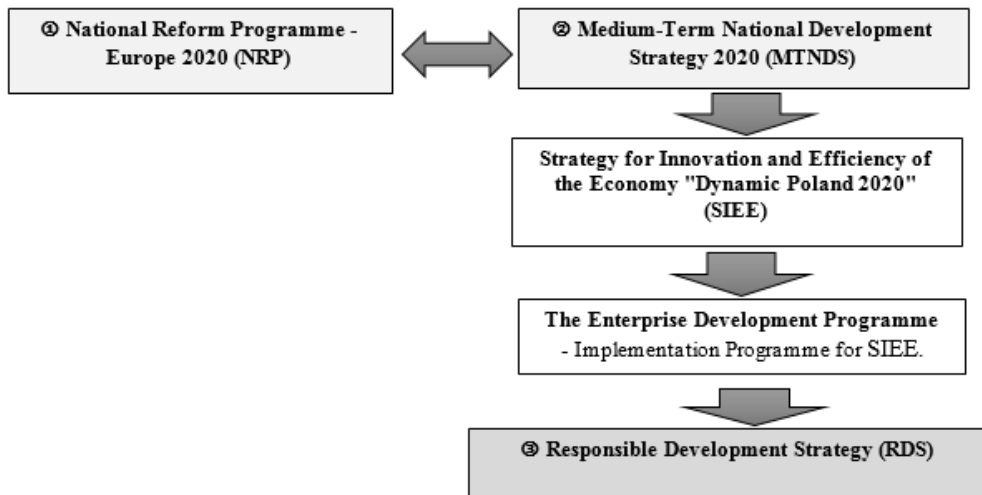 ① National Reform Programme -
Europe 2020 (NRP)
② Medium-Term National Development
Strategy 2020 (MTNDS)
Strategy for Innovation and Efficiency of
the Economy "Dynamic Poland 2020"
(SIEE)
The Enterprise Development Programme
- Implementation Programme for SIEE.
③ Responsible Development Strategy (RDS)